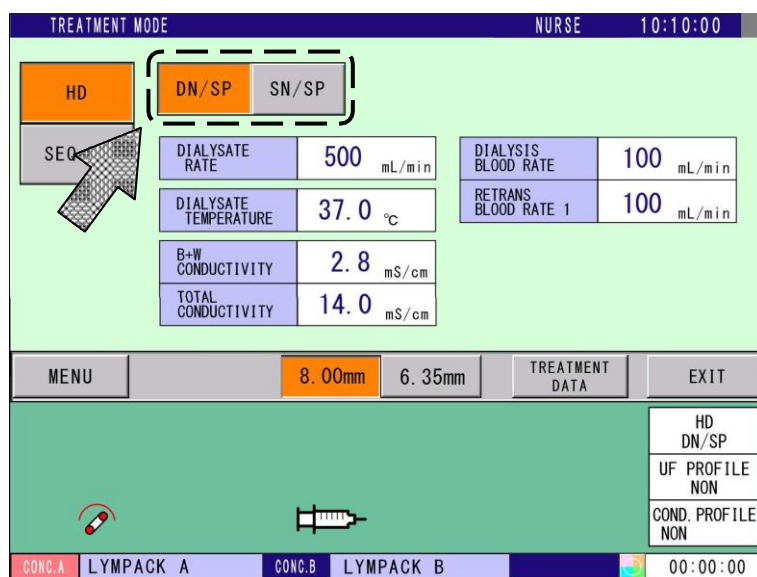 TREATMENT MODE NURSE 10:10:00
HD DN/SP SN/SP
SEQ
DIALYSATE RATE 500 mL/min
DIALYSIS BLOOD RATE 100 mL/min
DIALYSATE TEMPERATURE 37.0 ℃
RETRANS BLOOD RATE 1 100 mL/min
B+W CONDUCTIVITY 2.8 mS/cm
TOTAL CONDUCTIVITY 14.0 mS/cm
MENU 8.00mm 6.35mm TREATMENT DATA EXIT
HD
DN/SP
UF PROFILE
NON
COND.PROFILE
NON
CONC.A LYMPACK A CONC.B LYMPACK B 00:00:00